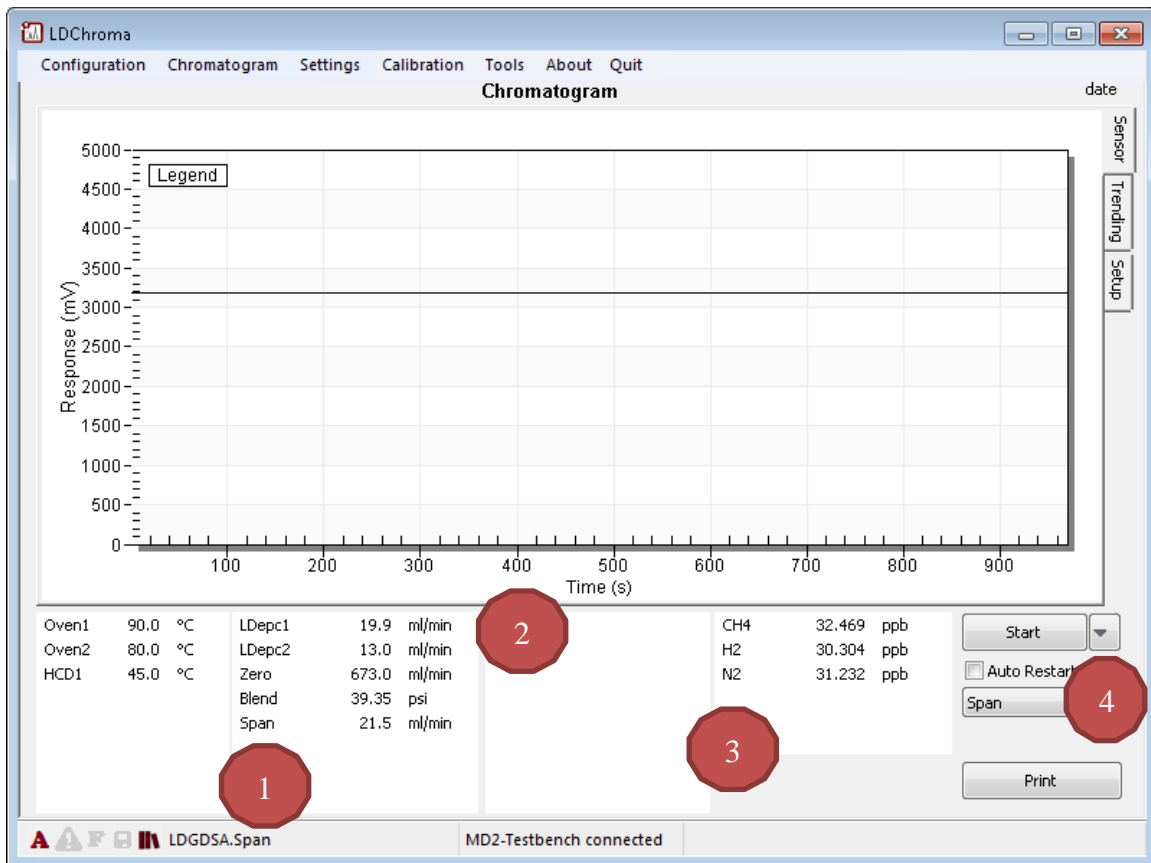 LDChroma
Configuration Chromatogram Settings Calibration Tools About Quit
Chromatogram
date
Sensor
Trending
Setup
Legend
Response (mV)
5000
4500
4000
3500
3000
2500
2000
1500
1000
500
0
100 200 300 400 500 600 700 800 900
Time (s)
Oven1 90.0 °C
Oven2 80.0 °C
HCD1 45.0 °C
LDepc1 19.9 ml/min
LDepc2 13.0 ml/min
Zero 673.0 ml/min
Blend 39.35 psi
Span 21.5 ml/min
1
2
CH4 32.469 ppb
H2 30.304 ppb
N2 31.232 ppb
3
Start
Auto Restart
Span
4
Print
A F LDGDSA.Span MD2-Testbench connected